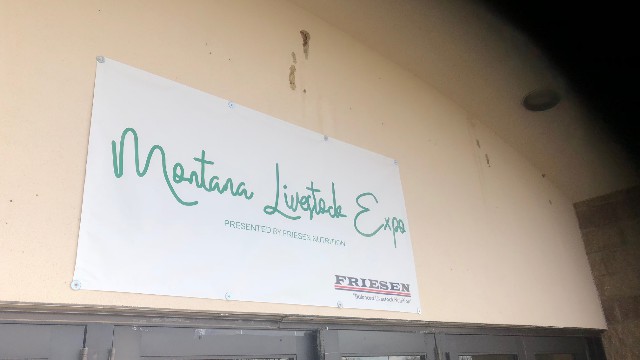 Montana Livestock Expo
PRESENTED BY FRIESEN NUTRITION
FRIESEN